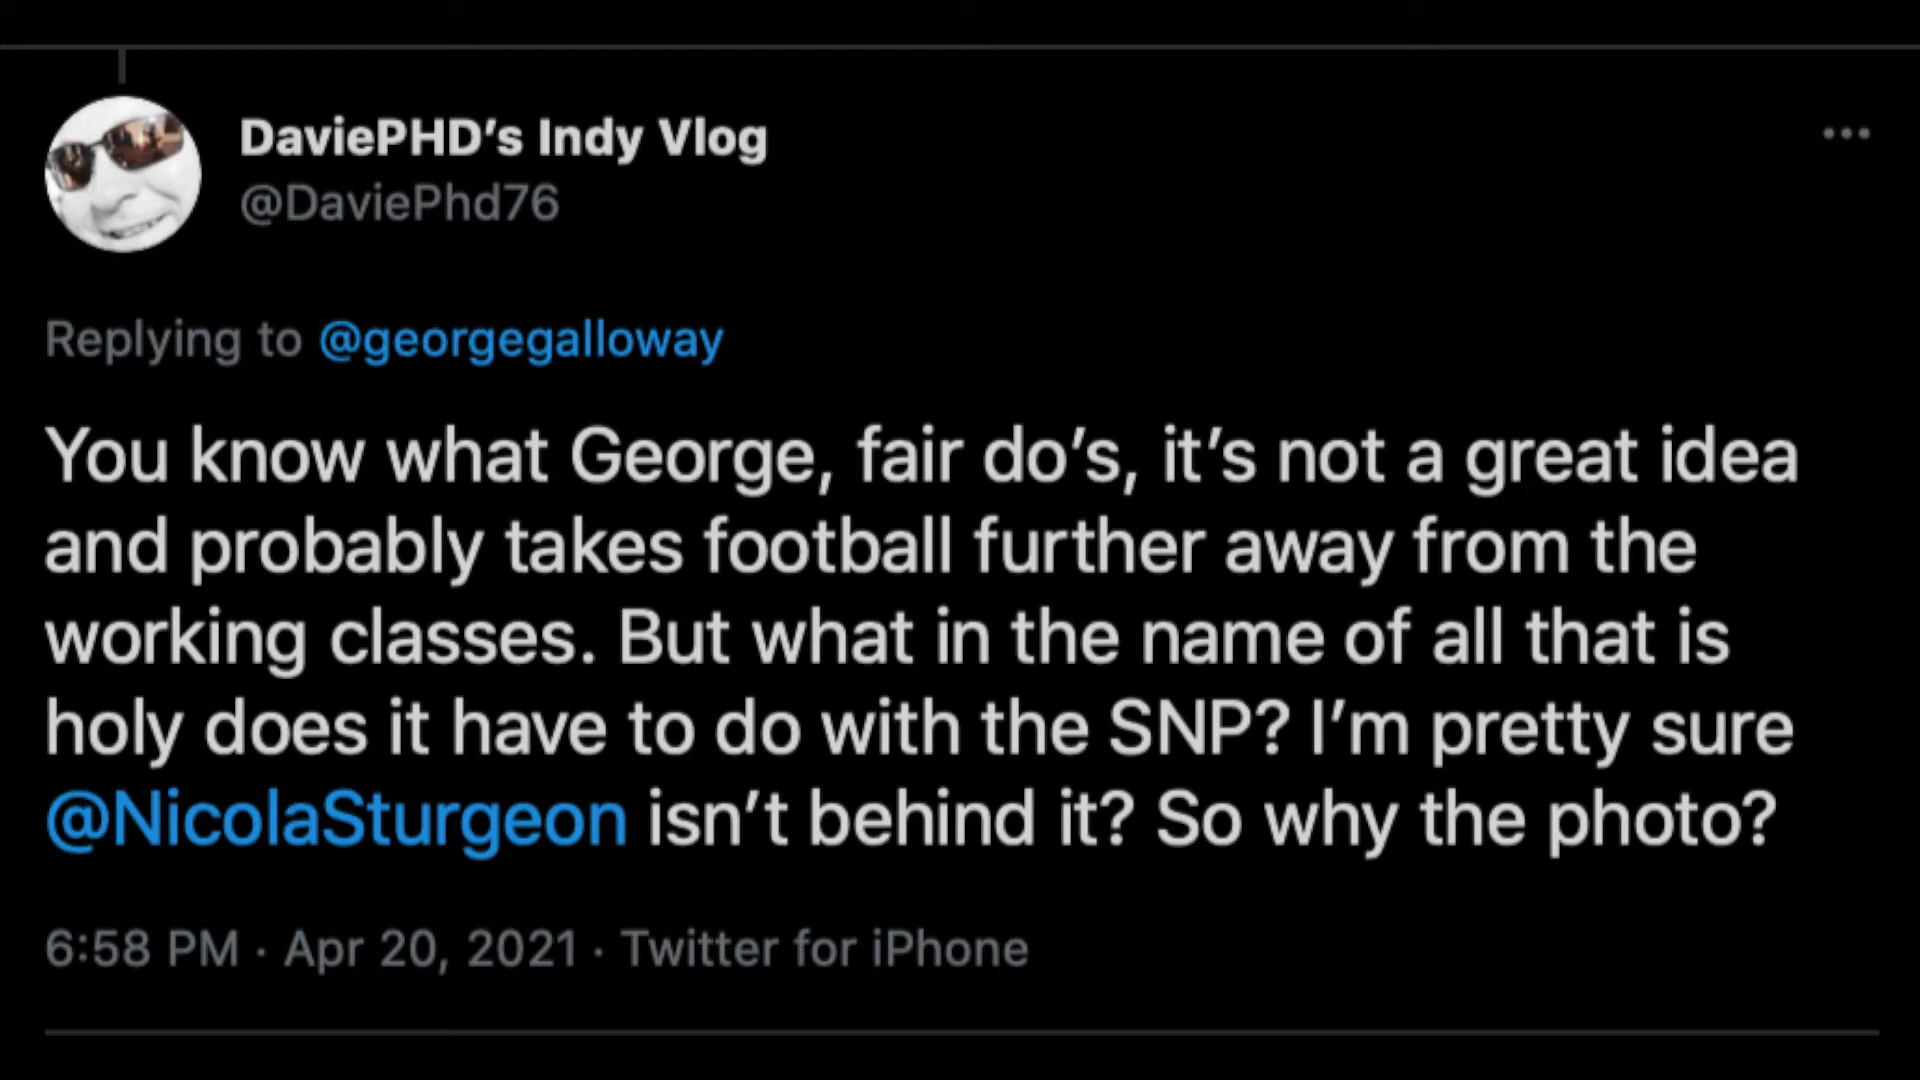 DaviePHD’s Indy Vlog
@DaviePhd76
Replying to @georgegalloway
You know what George, fair do’s, it’s not a great idea
and probably takes football further away from the
working classes. But what in the name of all that is
holy does it have to do with the SNP? I’m pretty sure
@NicolaSturgeon isn’t behind it? So why the photo?
6:58 PM · Apr 20, 2021 · Twitter for iPhone